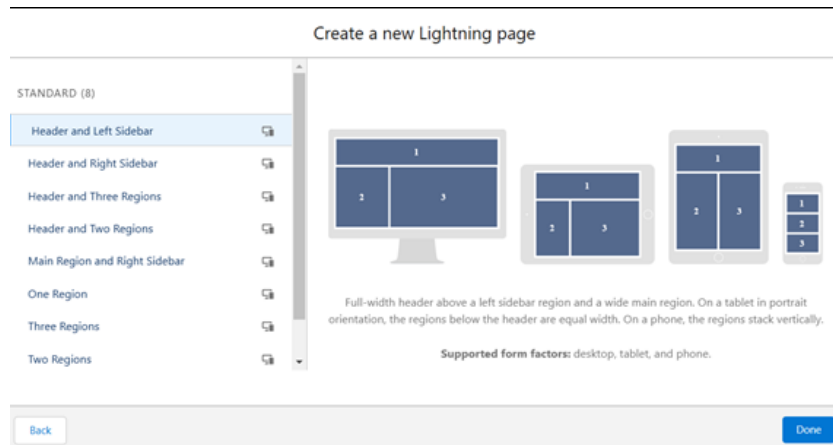 Create a new Lightning page
STANDARD (8)
Header and Left Sidebar
Header and Right Sidebar
Header and Three Regions
Header and Two Regions
Main Region and Right Sidebar
One Region
Three Regions
Two Regions
1
2 3
1
2 3
1
2 3
1
2
3
Full-width header above a left sidebar region and a wide main region. On a tablet in portrait
orientation, the regions below the header are equal width. On a phone, the regions stack vertically.
Supported form factors: desktop, tablet, and phone.
Back
Done